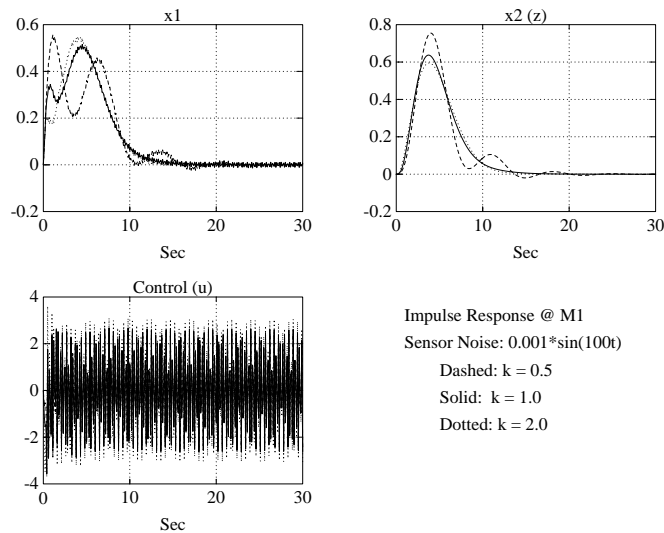 x1
0.6
0.4
0.2
0
-0.2
0
10
20
30
Sec
x2 (z)
0.8
0.6
0.4
0.2
0
-0.2
0
10
20
30
Sec
Control (u)
4
2
0
-2
-4
0
10
20
30
Sec
Impulse Response @ M1
Sensor Noise: 0.001*sin(100t)
Dashed: k = 0.5
Solid: k = 1.0
Dotted: k = 2.0